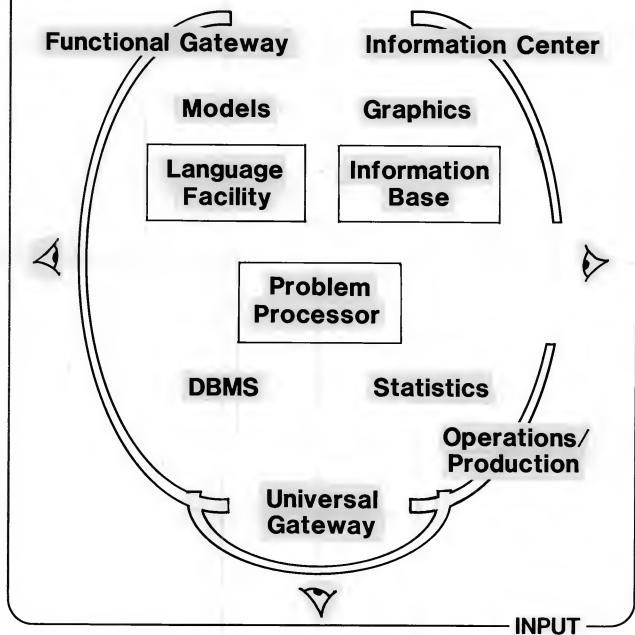 Functional Gateway
Information Center
Models
Graphics
Language
Facility
Information
Base
Problem
Processor
DBMS
Statistics
Operations/
Production
Universal
Gateway
INPUT